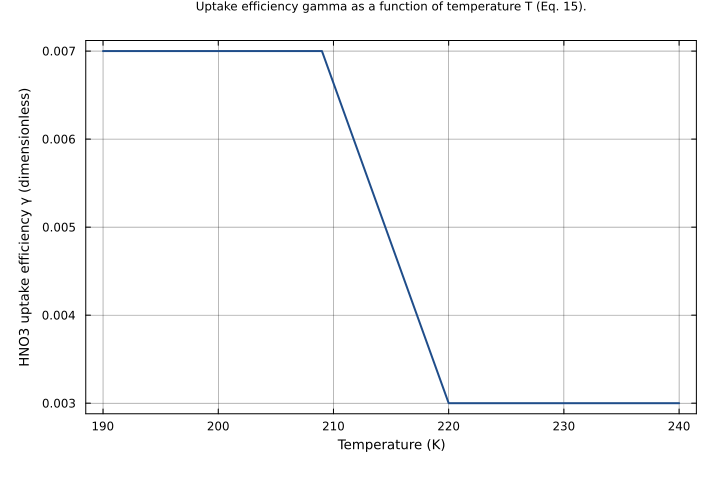 Uptake efficiency gamma as a function of temperature T (Eq. 15).
HNO3 uptake efficiency γ (dimensionless)
0.007
0.006
0.005
0.004
0.003
190 200 210 220 230 240
Temperature (K)